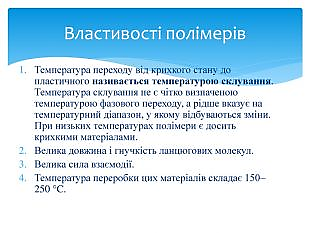 Властивості полімерів
1. Температура переходу від крихкого стану до
пластичного називається температурою склування.
Температура склування не є чітко визначеною
температурою фазового переходу, а рідше вказує на
температурний діапазон, у якому відбуваються зміни.
При низьких температурах полімери є досить
крихкими матеріалами.
2. Велика довжина і гнучкість ланцюгових молекул.
3. Велика сила взаємодії.
4. Температура переробки цих матеріалів складає 150–
250 °C.